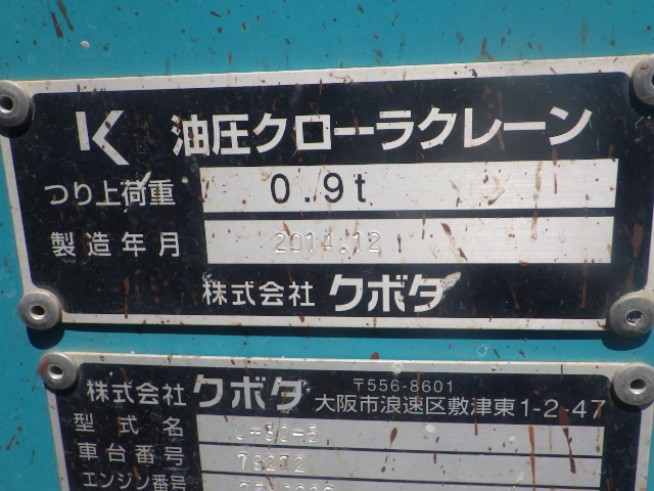 K 油圧クローラクレーン
つり上荷重 0.9t
製造年月 2014.12
株式会社 クボタ
株式会社 クボタ 〒556-8601
大阪市浪速区敷津東1-2-47
型式名
車台番号
エンジン番号